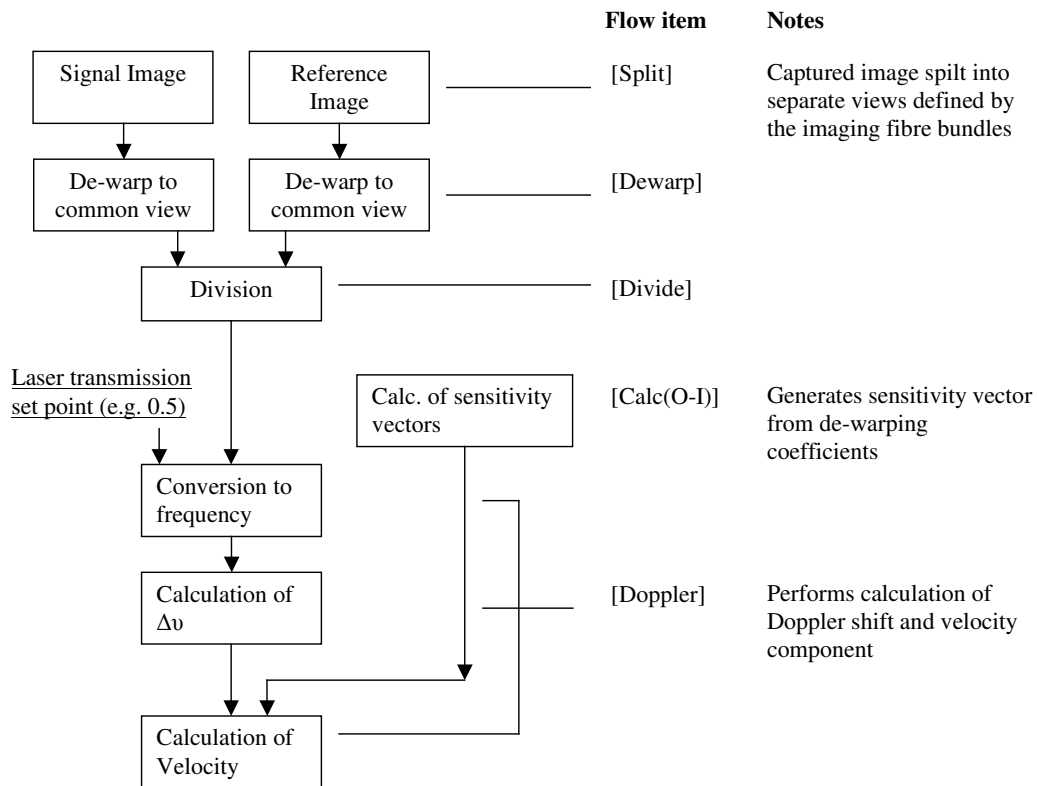 Flow item
Notes
Signal Image
Reference
Image
[Split]
Captured image spilt into
separate views defined by
the imaging fibre bundles
De-warp to
common view
De-warp to
common view
[Dewarp]
Division
[Divide]
Laser transmission
set point (e.g. 0.5)
Calc. of sensitivity
vectors
[Calc(O-I)]
Generates sensitivity vector
from de-warping
coefficients
Conversion to
frequency
Calculation of
Δυ
[Doppler]
Performs calculation of
Doppler shift and velocity
component
Calculation of
Velocity